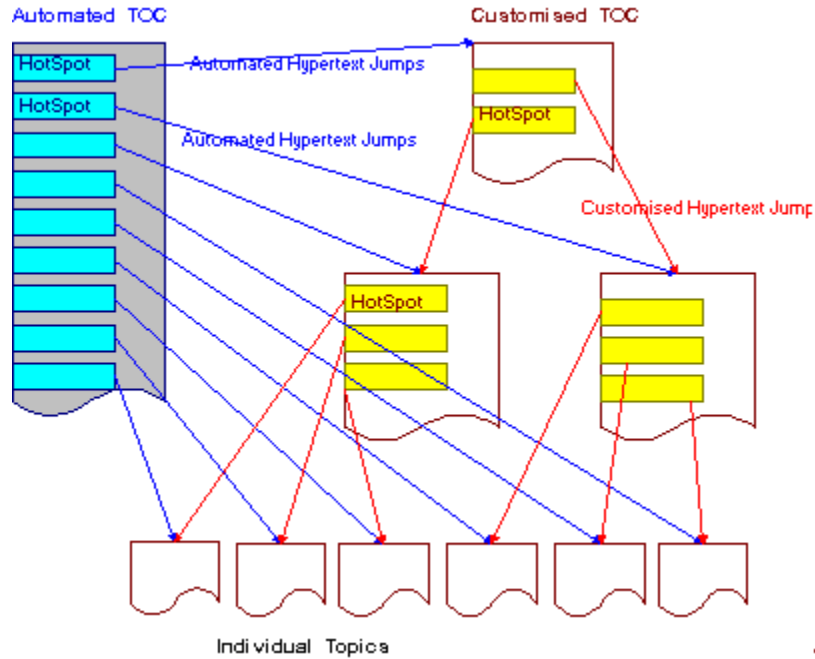 Automated TOC
Customised TOC
HotSpot
Automated Hypertext Jumps
HotSpot
HotSpot
Automated Hypertext Jumps
Customised Hypertext Jump
HotSpot
Individual Topics